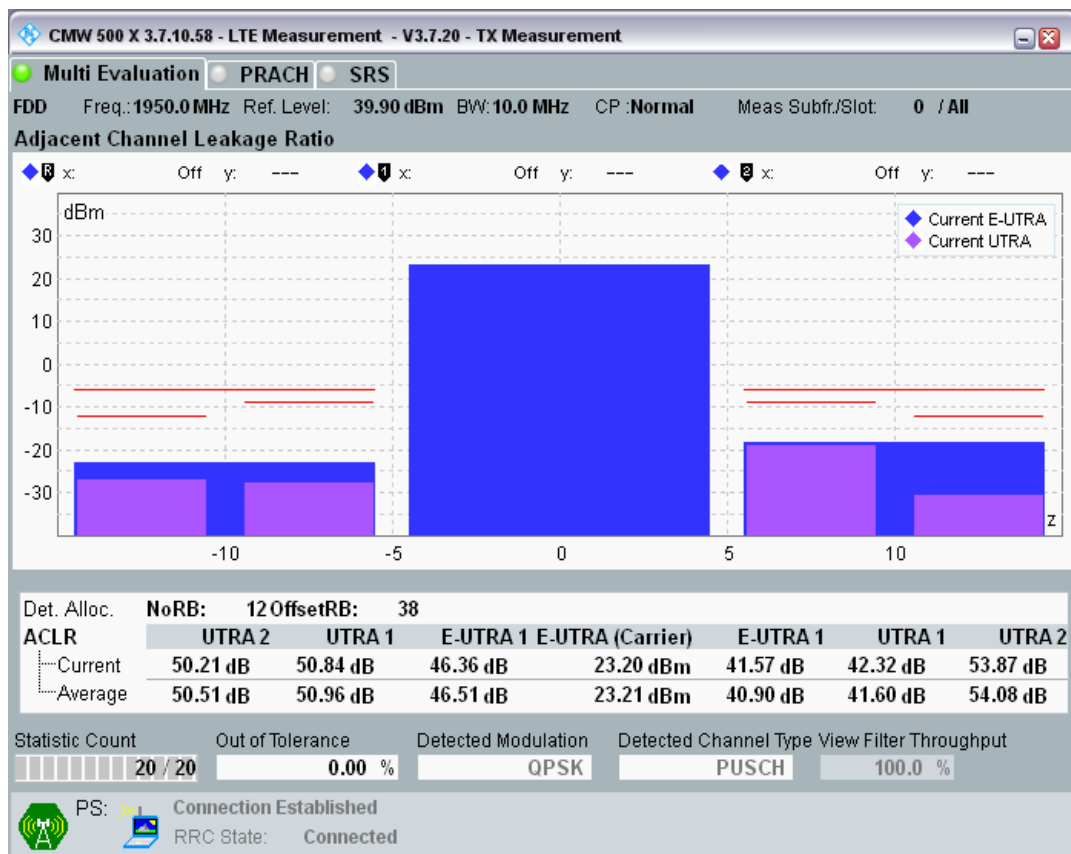 CMW 500 X 3.7.10.58 - LTE Measurement - V3.7.20 - TX Measurement
Multi Evaluation PRACH SRS
FDD Freq.: 1950.0 MHz Ref. Level: 39.90 dBm BW: 10.0 MHz CP :Normal Meas Subfr./Slot: 0 / All
Adjacent Channel Leakage Ratio
R x: Off y: --- 1 x: Off y: --- 2 x: Off y: ---
dBm
Current E-UTRA
Current UTRA
30
20
10
0
-10
-20
-30
z
-10 -5 0 5 10
Det. Alloc. NoRB: 12 OffsetRB: 38
ACLR UTRA 2 UTRA 1 E-UTRA 1 E-UTRA (Carrier) E-UTRA 1 UTRA 1 UTRA 2
Current 50.21 dB 50.84 dB 46.36 dB 23.20 dBm 41.57 dB 42.32 dB 53.87 dB
Average 50.51 dB 50.96 dB 46.51 dB 23.21 dBm 40.90 dB 41.60 dB 54.08 dB
Statistic Count Out of Tolerance Detected Modulation Detected Channel Type View Filter Throughput
20 / 20 0.00 % QPSK PUSCH 100.0 %
PS: Connection Established
RRC State: Connected